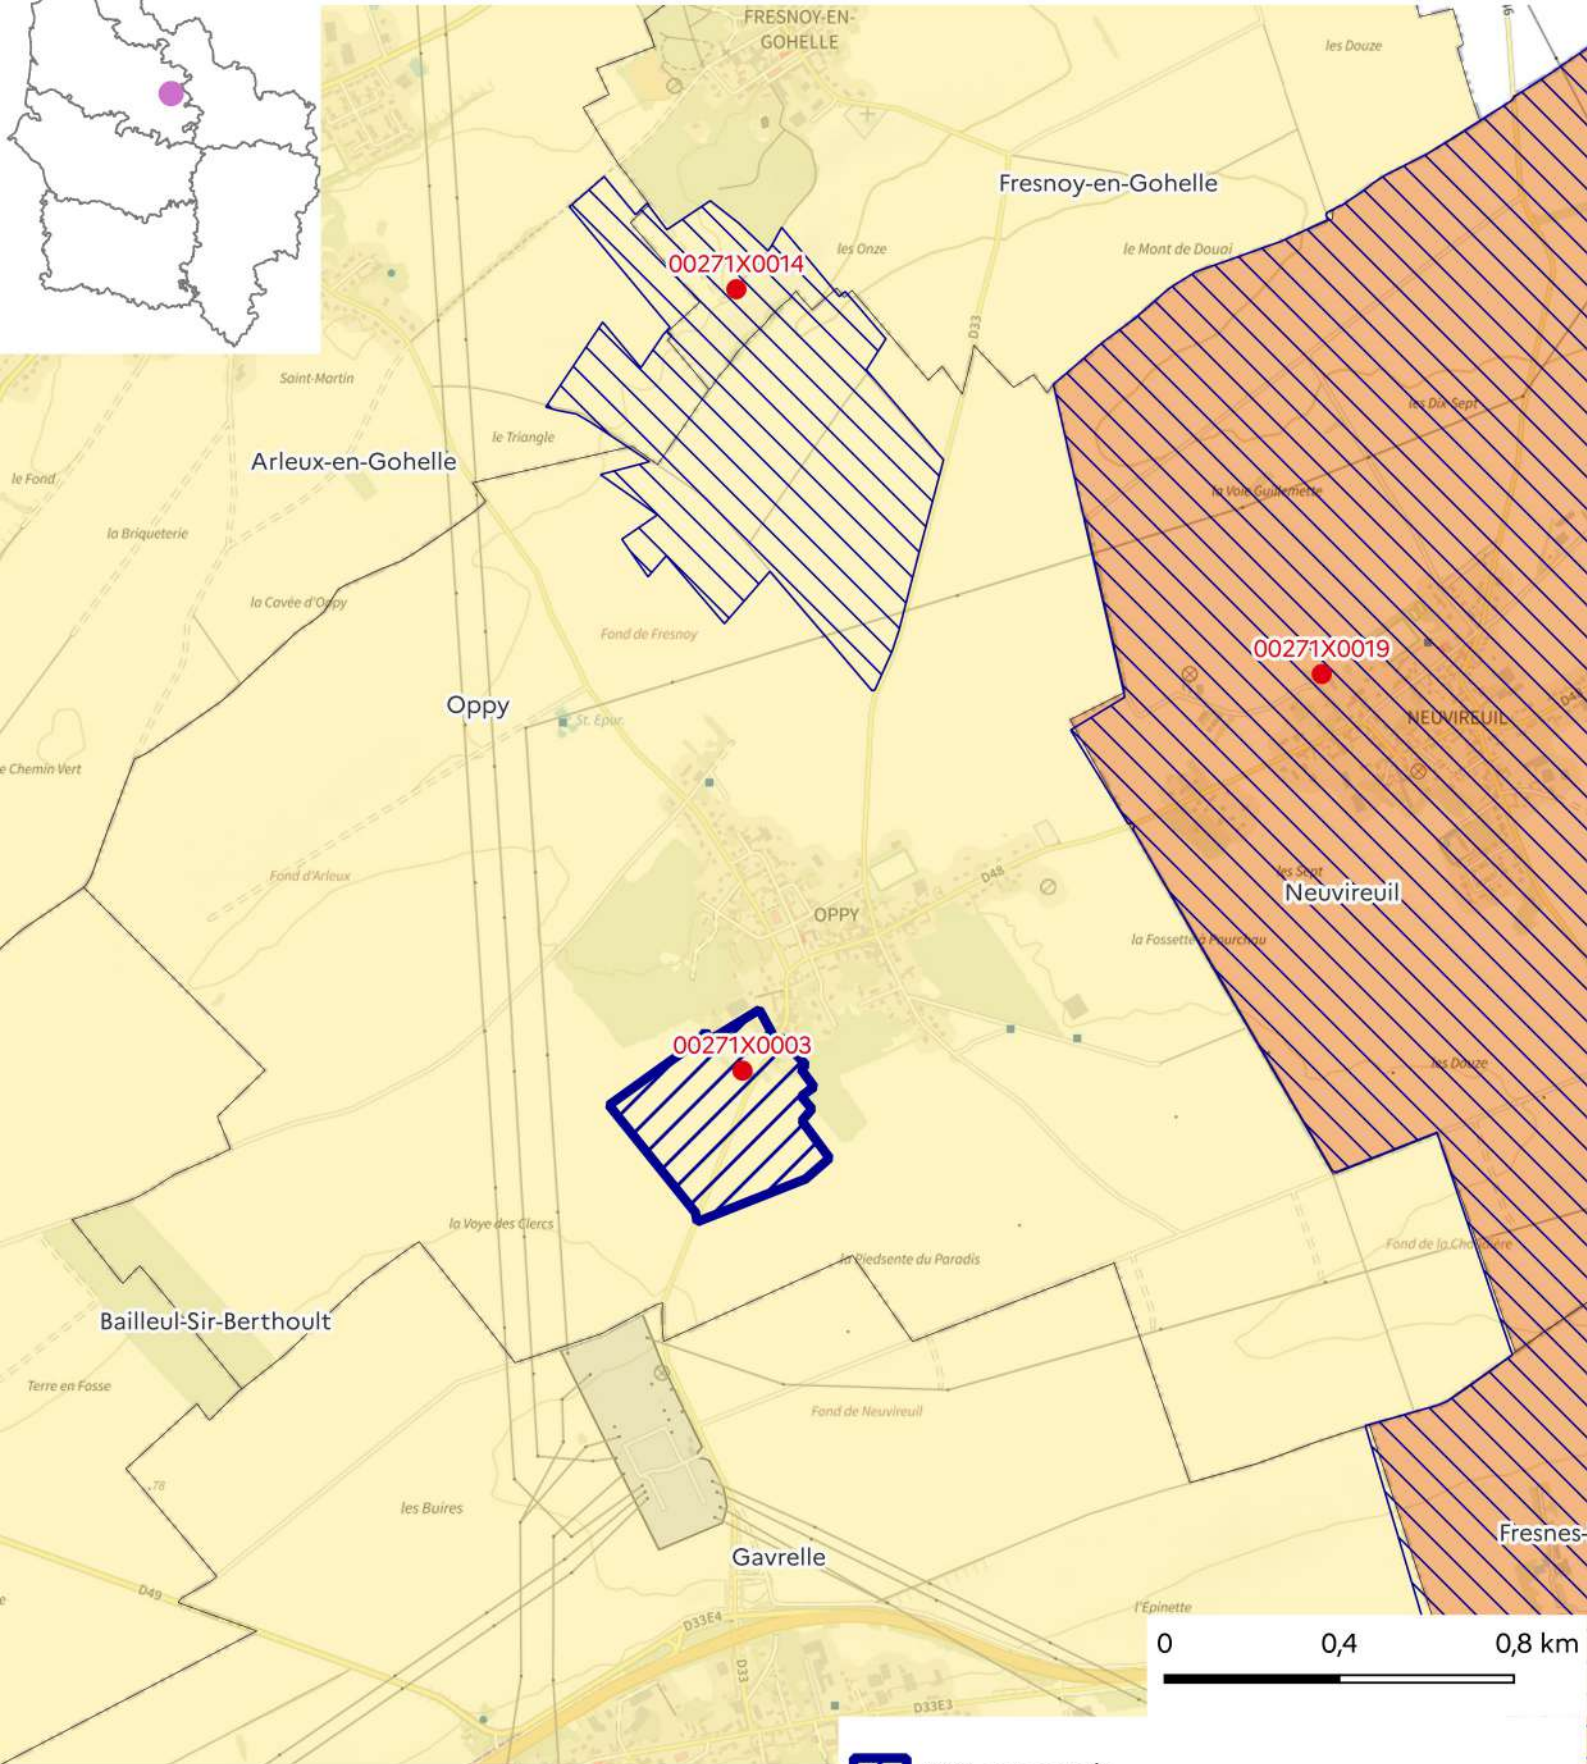 FRESNOY-EN-
GOHELLE
les Douze
Fresnoy-en-Gohelle
les Onze
le Mont de Douai
00271X0014
D33
Saint-Martin
les Dix-Sept
le Triangle
Arleux-en-Gohelle
le Fond
la Voie Guillemette
la Briqueterie
la Cavée d'Oppy
Fond de Fresnoy
00271X0019
Oppy
St. Epur.
NEUVIREUIL
e Chemin Vert
Fond d'Arleux
D48
les Sept
Neuvireuil
OPPY
la Fossette à Pourchau
00271X0003
les Douze
la Voye des Clercs
Fond de la Chaudière
la Piedsente du Paradis
Bailleul-Sir-Berthoult
Terre en Fosse
Fond de Neuvireuil
T8
les Buires
Fresnes-
Gavrelle
D49
l'Epinette
D33E4
0 0,4 0,8 km
D33
D33E3